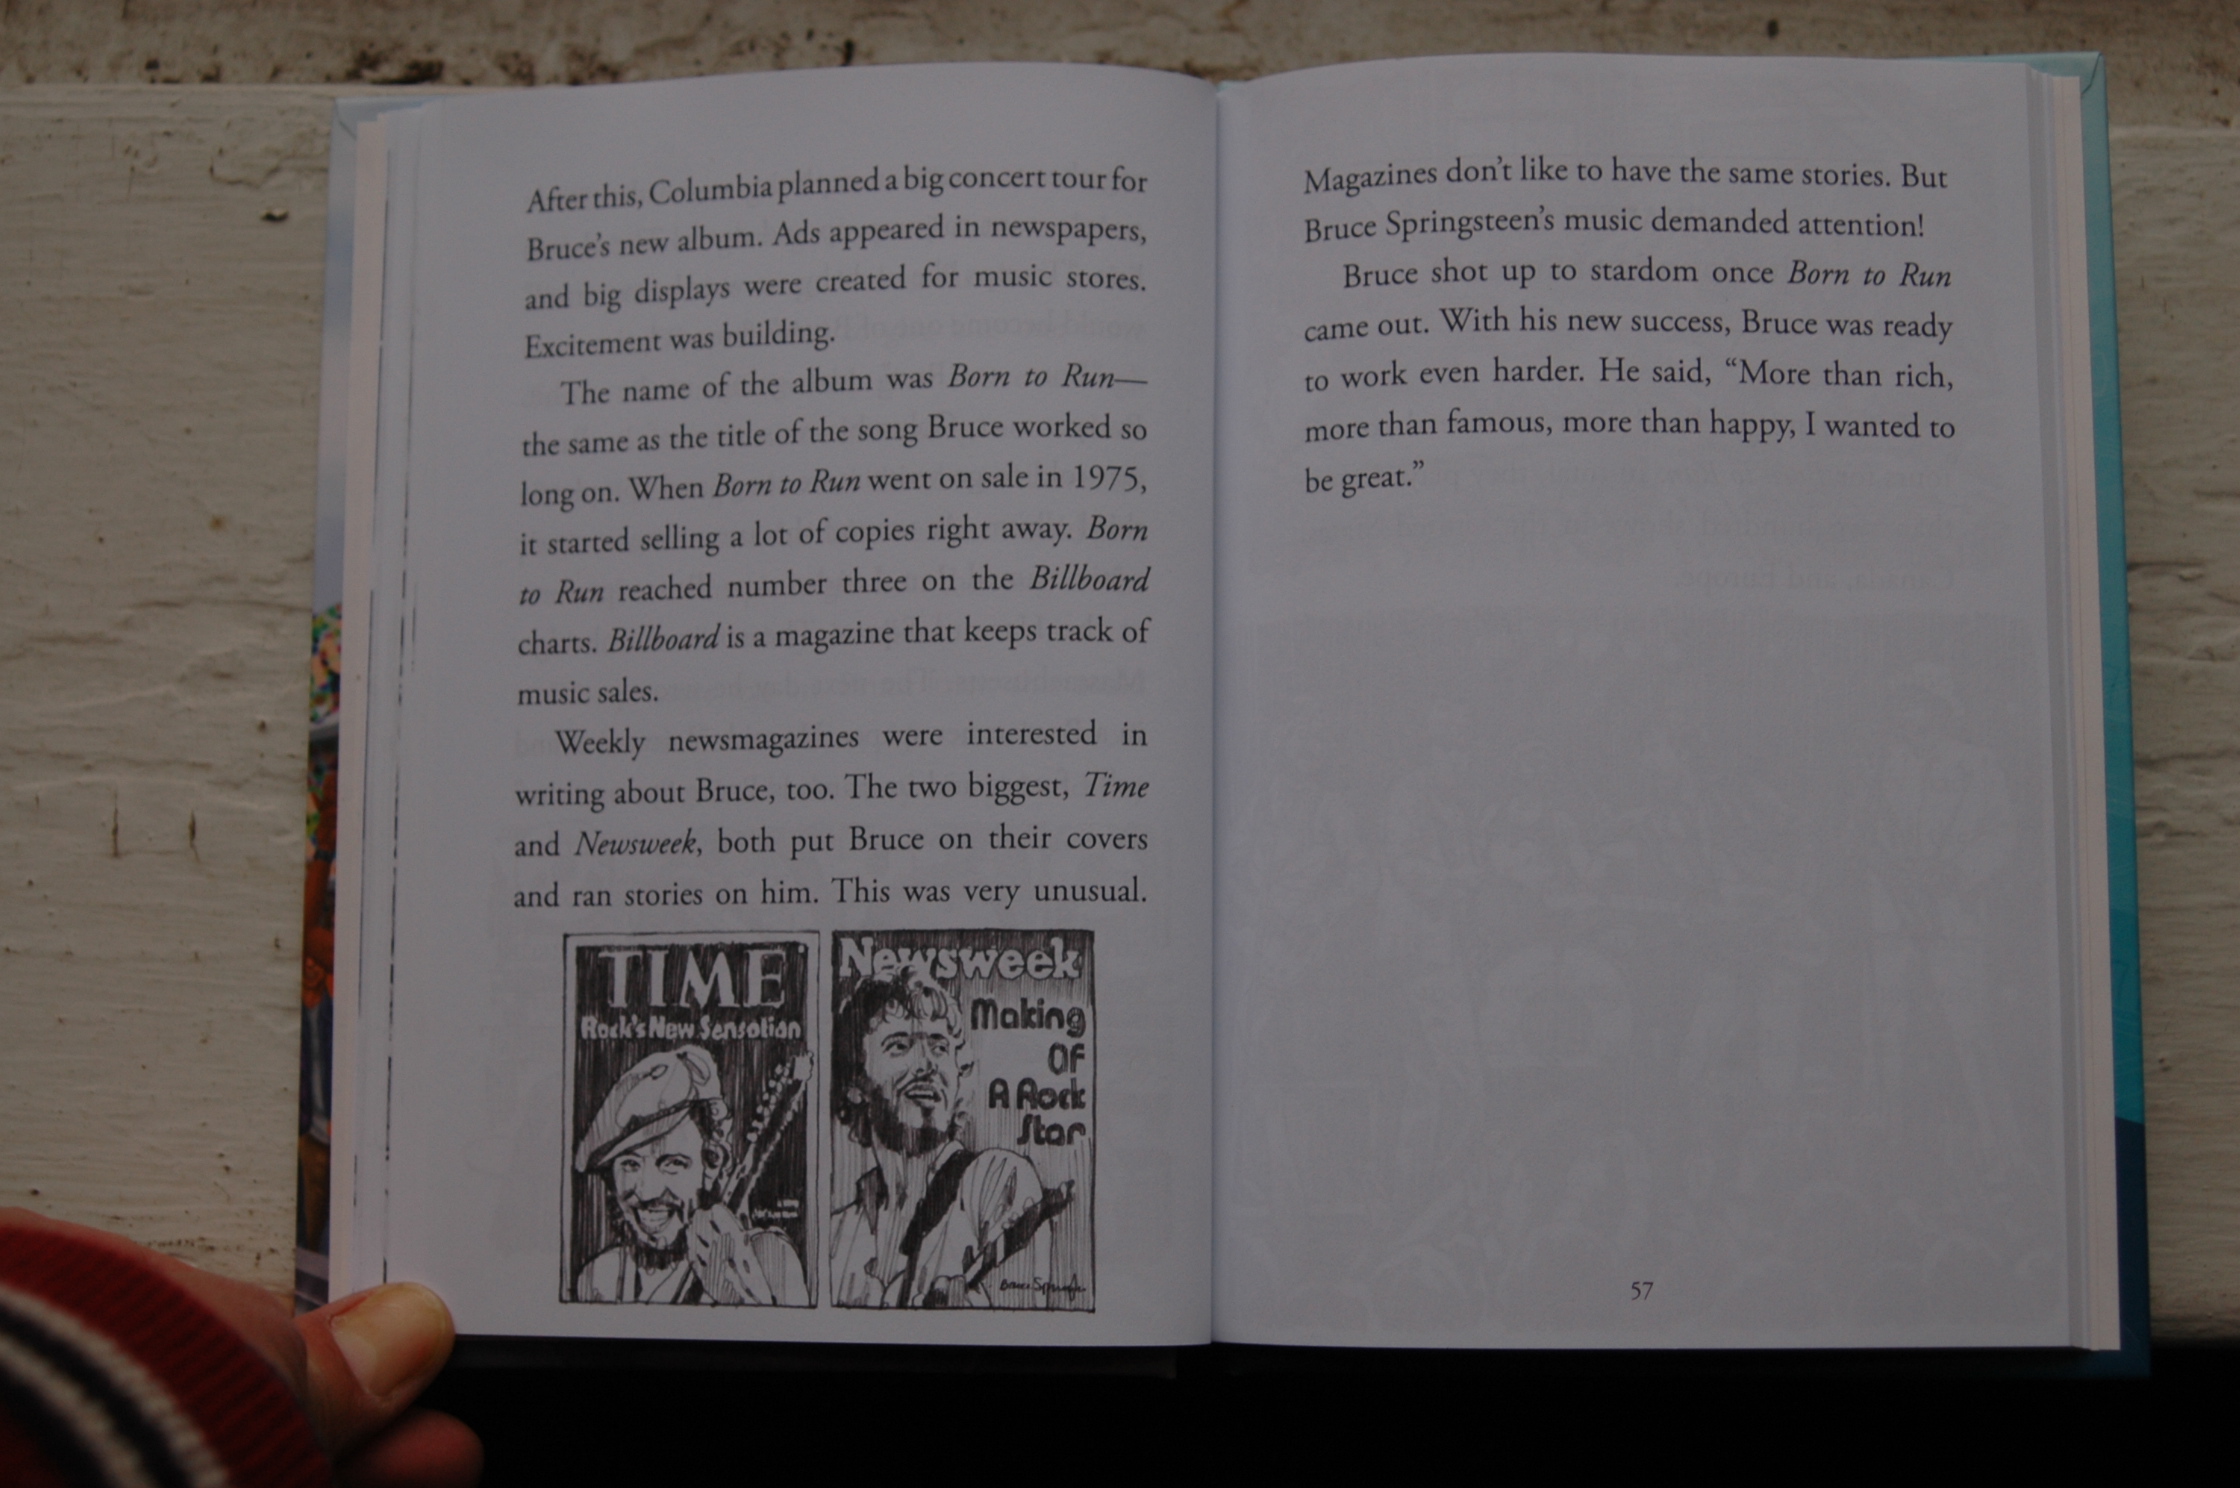 After this, Columbia planned a big concert tour for
Bruce's new album. Ads appeared in newspapers,
and big displays were created for music stores.
Excitement was building.
The name of the album was Born to Run—
the same as the title of the song Bruce worked so
long on. When Born to Run went on sale in 1975,
it started selling a lot of copies right away. Born
to Run reached number three on the Billboard
charts. Billboard is a magazine that keeps track of
music sales.
Weekly newsmagazines were interested in
writing about Bruce, too. The two biggest, Time
and Newsweek, both put Bruce on their covers
and ran stories on him. This was very unusual.
TIME
Rock's New Sensation
Newsweek
Making
Of
A Rock
Star
Magazines don't like to have the same stories. But
Bruce Springsteen's music demanded attention!
Bruce shot up to stardom once Born to Run
came out. With his new success, Bruce was ready
to work even harder. He said, “More than rich,
more than famous, more than happy, I wanted to
be great.”
57